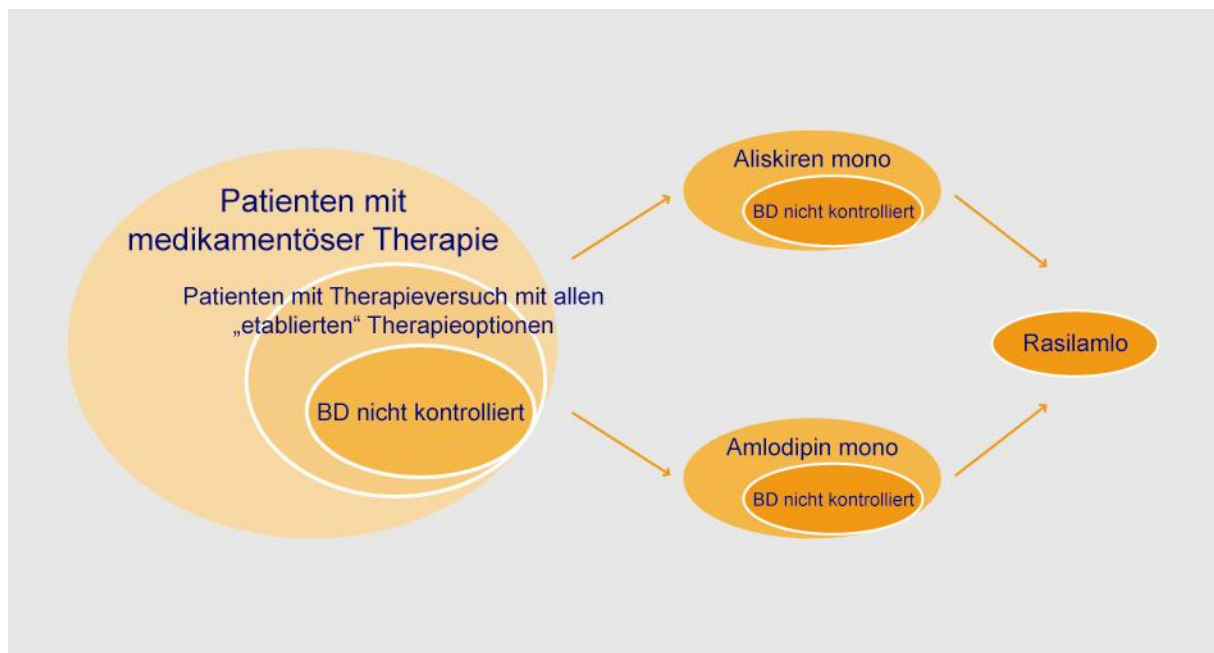 Patienten mit
medikamentöser Therapie
Patienten mit Therapieversuch mit allen
„etablierten“ Therapieoptionen
BD nicht kontrolliert
Aliskiren mono
BD nicht kontrolliert
Amlodipin mono
BD nicht kontrolliert
Rasilamlo